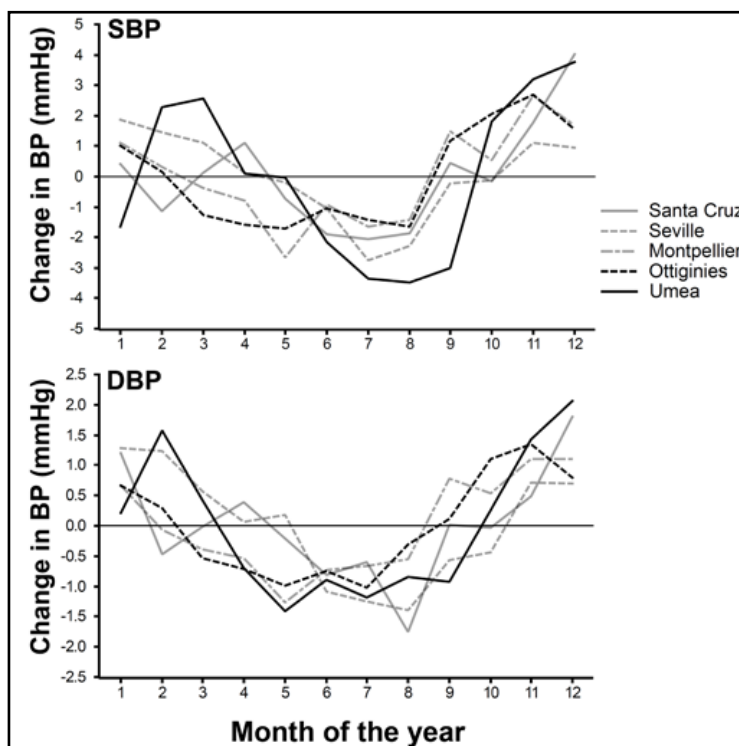 SBP
Change in BP (mmHg)
5
4
3
2
1
0
-1
-2
-3
-4
-5
1 2 3 4 5 6 7 8 9 10 11 12
Santa Cruz
Seville
Montpellier
Ottiginies
Umea
DBP
Change in BP (mmHg)
2.5
2.0
1.5
1.0
0.5
0.0
-0.5
-1.0
-1.5
-2.0
-2.5
1 2 3 4 5 6 7 8 9 10 11 12
Month of the year